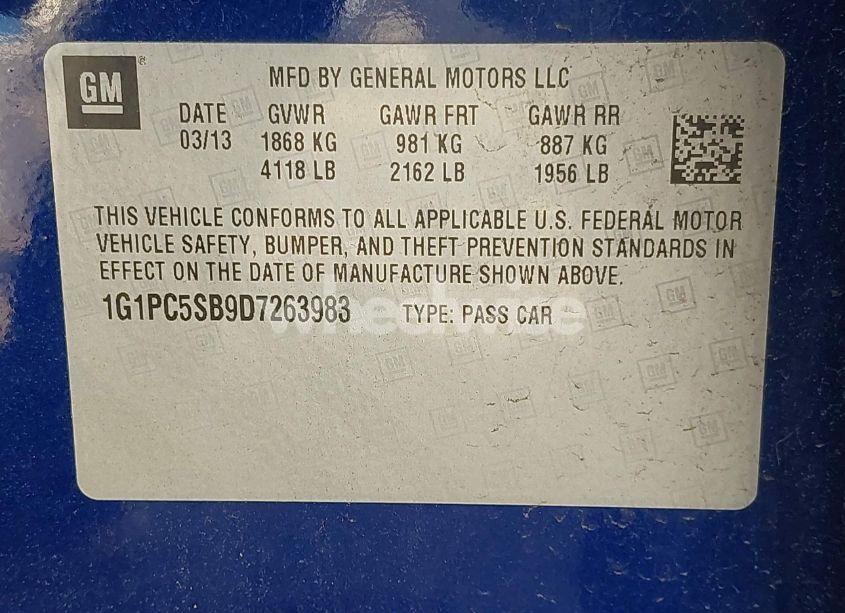 GM
MFD BY GENERAL MOTORS LLC
DATE GVWR GAWR FRT GAWR RR
03/13 1868 KG 981 KG 887 KG
4118 LB 2162 LB 1956 LB
THIS VEHICLE CONFORMS TO ALL APPLICABLE U.S. FEDERAL MOTOR
VEHICLE SAFETY, BUMPER, AND THEFT PREVENTION STANDARDS IN
EFFECT ON THE DATE OF MANUFACTURE SHOWN ABOVE.
1G1PC5SB9D7263983 TYPE: PASS CAR